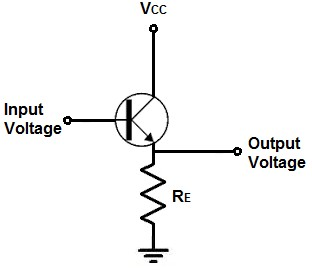 VCC
Input
Voltage
Output
Voltage
RE